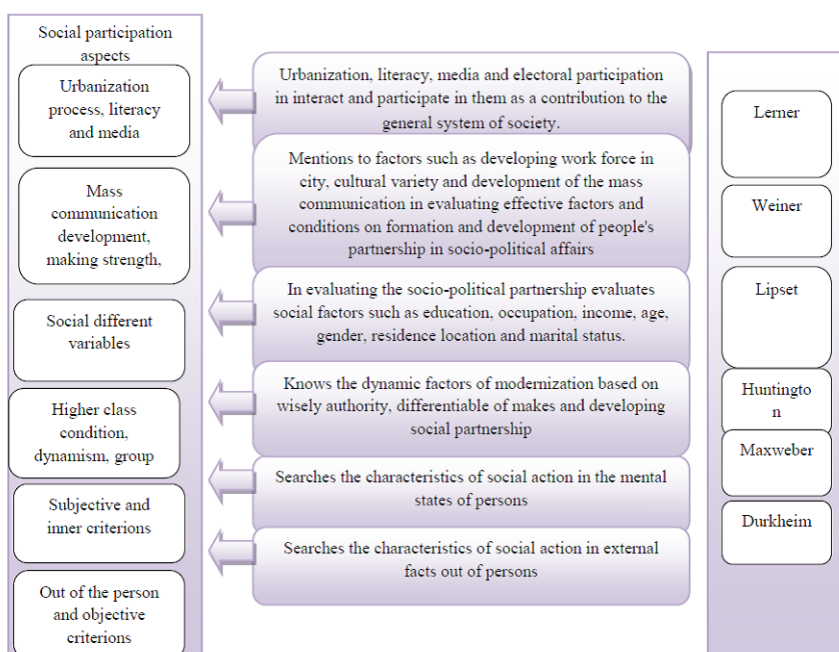 Social participation
aspects
Urbanization
process, literacy
and media
Mass
communication
development,
making strength,
Social different
variables
Higher class
condition,
dynamism, group
Subjective and
inner criterions
Out of the person
and objective
criterions
Urbanization, literacy, media and electoral participation
in interact and participate in them as a contribution to the
general system of society.
Mentions to factors such as developing work force in
city, cultural variety and development of the mass
communication in evaluating effective factors and
conditions on formation and development of people's
partnership in socio-political affairs
In evaluating the socio-political partnership evaluates
social factors such as education, occupation, income, age,
gender, residence location and marital status.
Knows the dynamic factors of modernization based on
wisely authority, differentiable of makes and developing
social partnership
Searches the characteristics of social action in the mental
states of persons
Searches the characteristics of social action in external
facts out of persons
Lerner
Weiner
Lipset
Huntingto
n
Maxweber
Durkheim